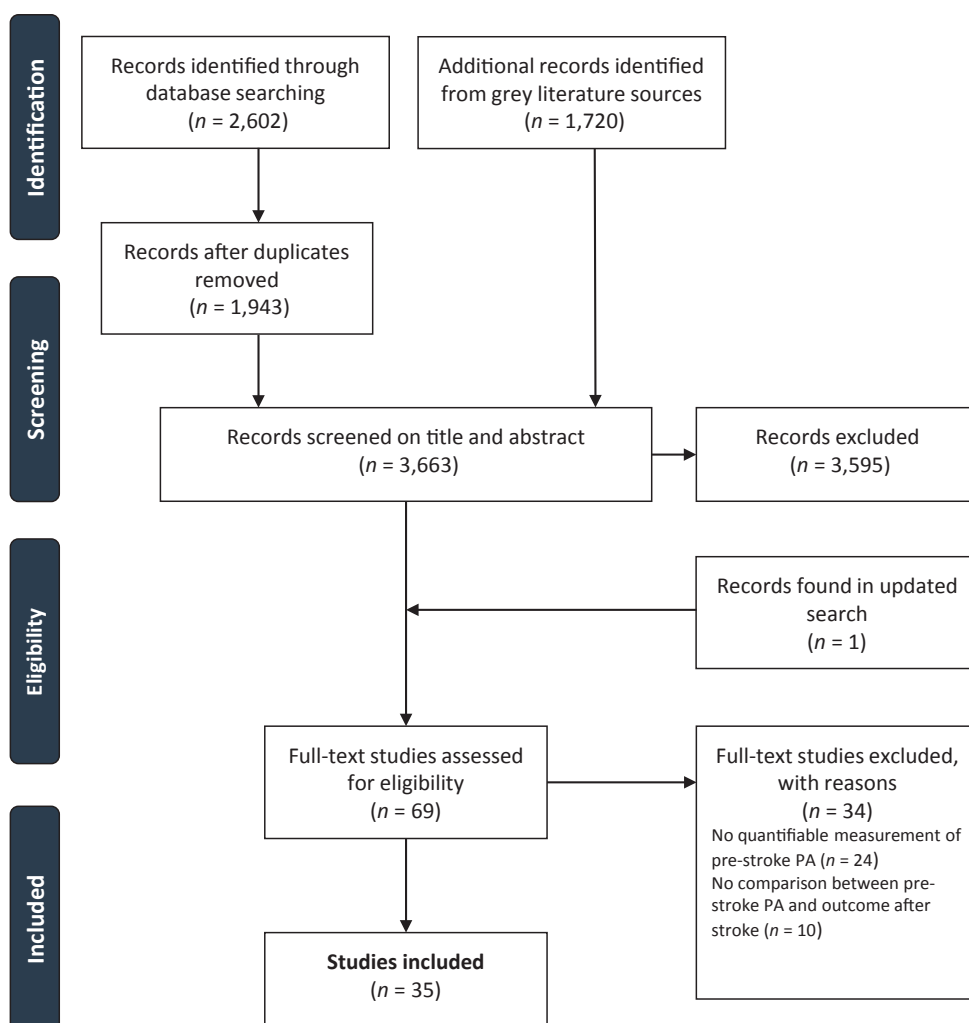 Identification
Records identified through
database searching
(n = 2,602)
Additional records identified
from grey literature sources
(n = 1,720)
Records after duplicates
removed
(n = 1,943)
Screening
Records screened on title and abstract
(n = 3,663)
Records excluded
(n = 3,595)
Eligibility
Records found in updated
search
(n = 1)
Full-text studies assessed
for eligibility
(n = 69)
Full-text studies excluded,
with reasons
(n = 34)
No quantifiable measurement of
pre-stroke PA (n = 24)
No comparison between pre-
stroke PA and outcome after
stroke (n = 10)
Included
Studies included
(n = 35)